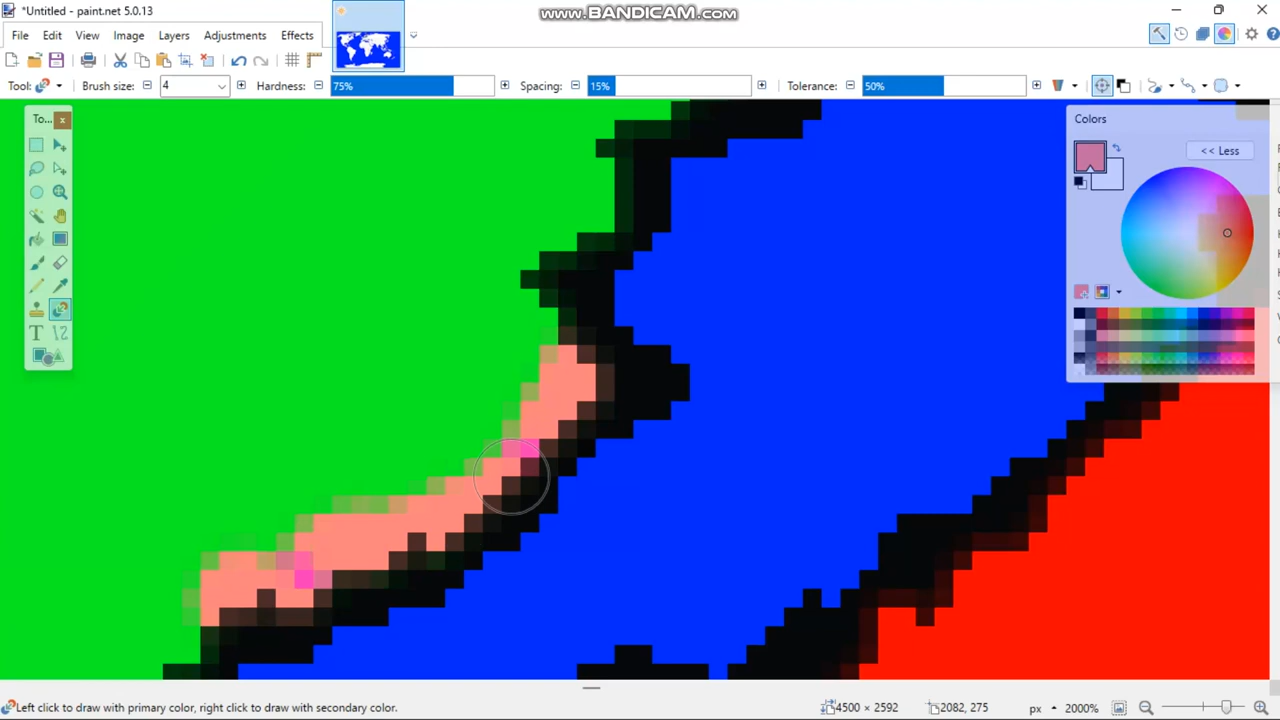 *Untitled - paint.net 5.0.13
www.BANDICAM.com
File Edit View Image Layers Adjustments Effects
Tool: Brush size: 4 Hardness: 75% Spacing: 15% Tolerance: 50%
To... x
Colors
<< Less
Left click to draw with primary color, right click to draw with secondary color.
4500 × 2592 2082, 275 px 2000%